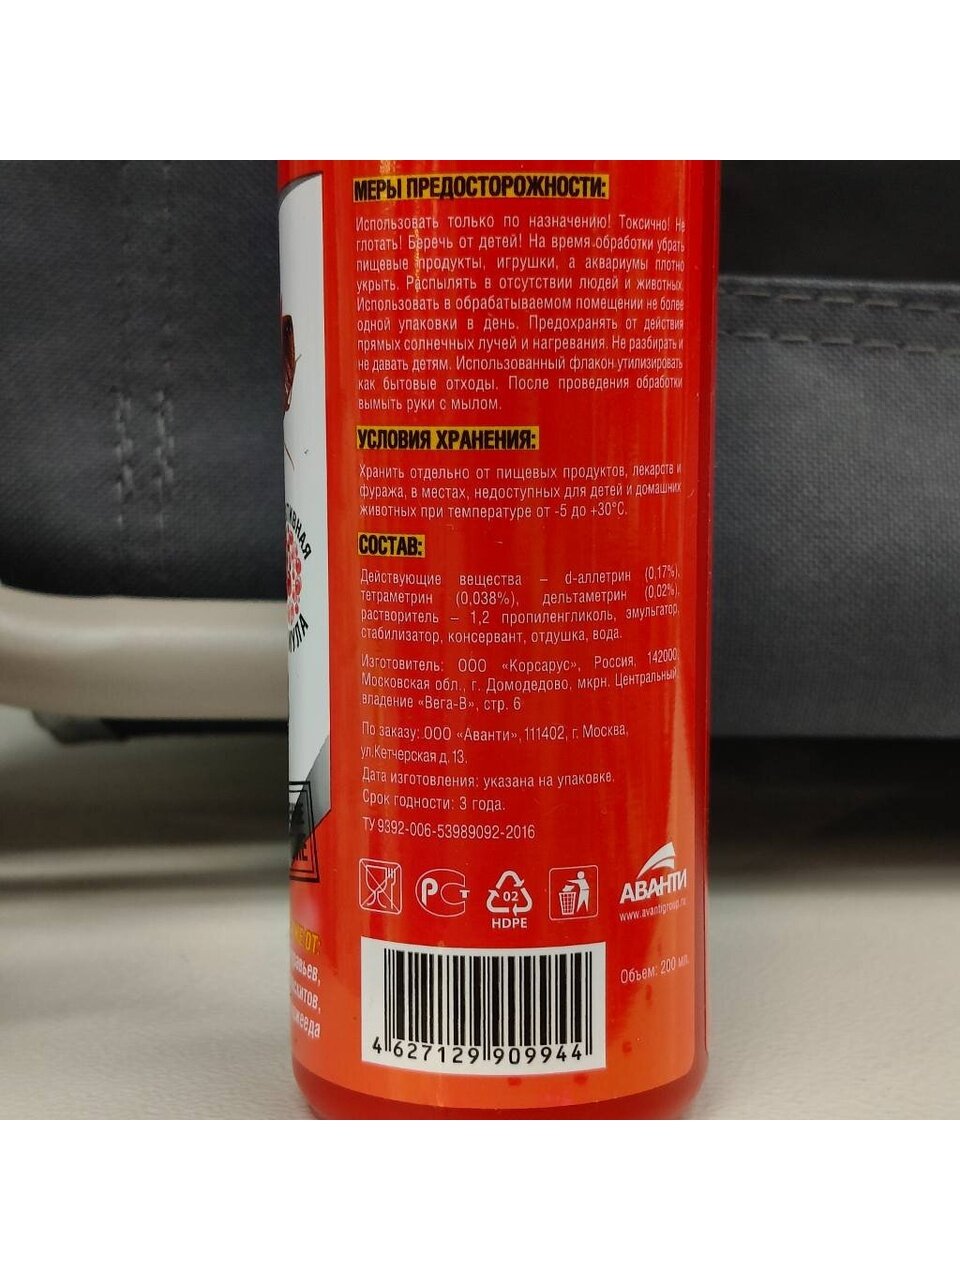 МЕРЫ ПРЕДОСТОРОЖНОСТИ:
Использовать только по назначению! Токсично! Не
глотать! Беречь от детей! На время обработки убрать
пищевые продукты, игрушки, а аквариумы плотно
укрыть. Распылять в отсутствии людей и животных.
Использовать в обрабатываемом помещении не более
одной упаковки в день. Предохранять от действия
прямых солнечных лучей и нагревания. Не разбирать и
не давать детям. Использованный флакон утилизировать
как бытовые отходы. После проведения обработки
вымыть руки с мылом.
УСЛОВИЯ ХРАНЕНИЯ:
Хранить отдельно от пищевых продуктов, лекарств и
фуража, в местах, недоступных для детей и домашних
животных при температуре от -5 до +30°С.
СОСТАВ:
Действующие вещества – d-аллетрин (0,17%),
тетраметрин (0,038%), дельтаметрин (0,02%),
растворитель – 1,2 пропиленгликоль, эмульгатор,
стабилизатор, консервант, отдушка, вода.
Изготовитель: ООО «Корсарус», Россия, 142000,
Московская обл., г. Домодедово, мкрн. Центральный,
владение «Вега-В», стр. 6
По заказу: ООО «Аванти», 111402, г. Москва,
ул.Кетчерская д. 13.
Дата изготовления: указана на упаковке.
Срок годности: 3 года.
ТУ 9392-006-53989092-2016
РСТ
02
HDPE
АВАНТИ
www.avantigroup.ru
Объем: 200 мл.
4 627129 909944